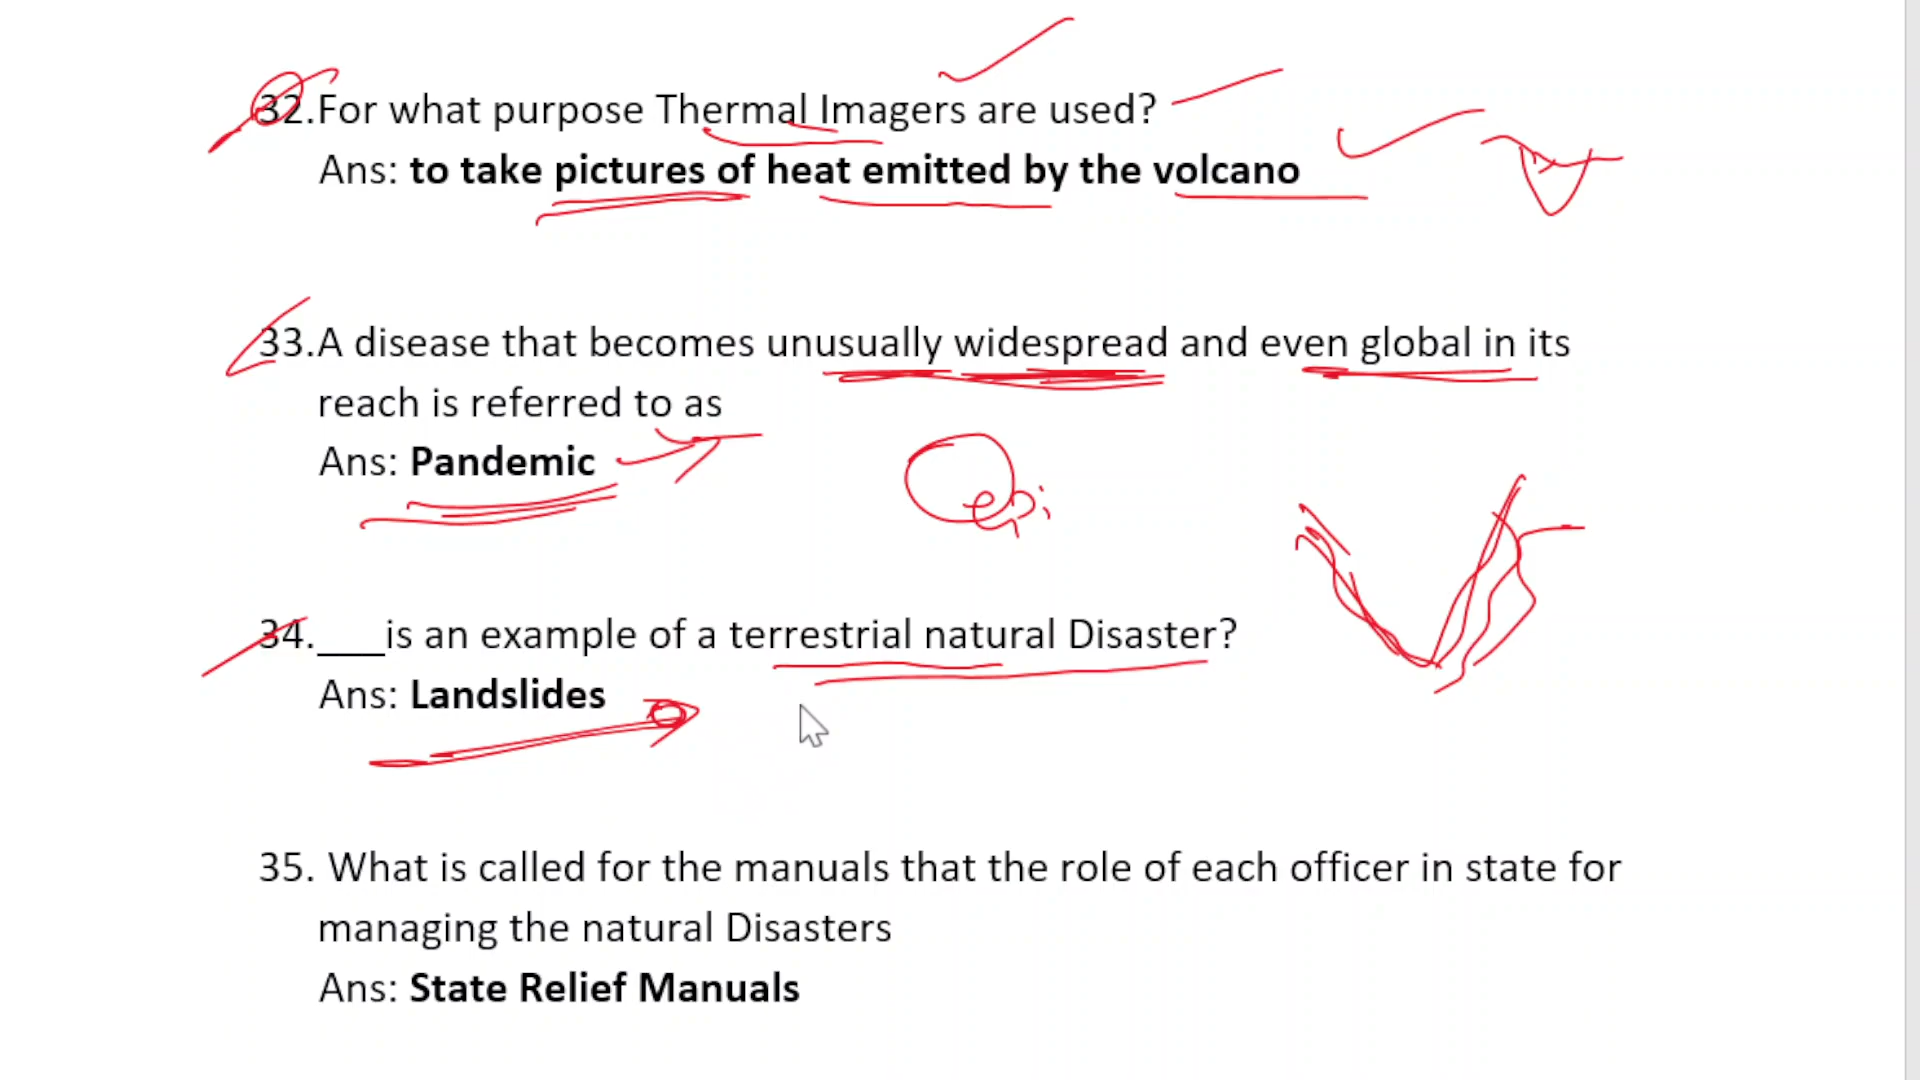 32.For what purpose Thermal Imagers are used?
Ans: to take pictures of heat emitted by the volcano
33.A disease that becomes unusually widespread and even global in its
reach is referred to as
Ans: Pandemic
epi
34.___is an example of a terrestrial natural Disaster?
Ans: Landslides
35. What is called for the manuals that the role of each officer in state for
managing the natural Disasters
Ans: State Relief Manuals